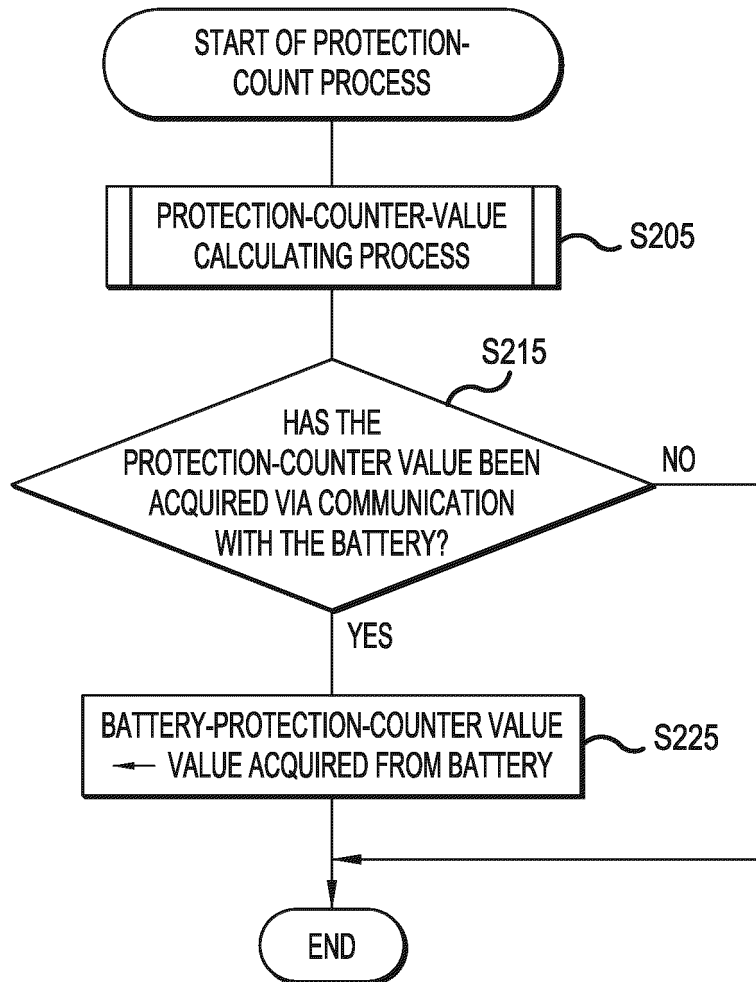 START OF PROTECTION-
COUNT PROCESS
PROTECTION-COUNTER-VALUE
CALCULATING PROCESS
S205
S215
HAS THE
PROTECTION-COUNTER VALUE BEEN
ACQUIRED VIA COMMUNICATION
WITH THE BATTERY?
NO
YES
BATTERY-PROTECTION-COUNTER VALUE
← VALUE ACQUIRED FROM BATTERY
S225
END